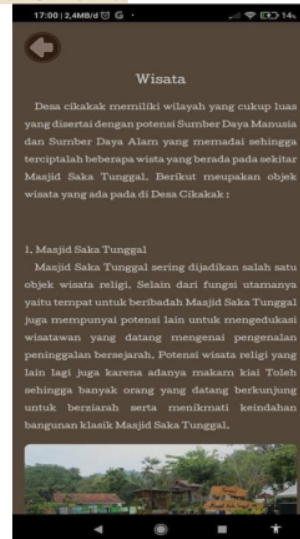 17:00 | 2,4MB/d G · 14%
Wisata
Desa cikakak memiliki wilayah yang cukup luas
yang disertai dengan potensi Sumber Daya Manusia
dan Sumber Daya Alam yang memadai sehingga
terciptalah beberapa wista yang berada pada sekitar
Masjid Saka Tunggal. Berikut meupakan objek
wisata yang ada pada di Desa Cikakak :
1. Masjid Saka Tunggal
Masjid Saka Tunggal sering dijadikan salah satu
objek wisata religi. Selain dari fungsi utamanya
yaitu tempat untuk beribadah Masjid Saka Tunggal
juga mempunyai potensi lain untuk mengedukasi
wisatawan yang datang mengenai pengenalan
peninggalan bersejarah. Potensi wisata religi yang
lain lagi juga karena adanya makam kiai Toleh
sehingga banyak orang yang datang berkunjung
untuk berziarah serta menikmati keindahan
bangunan klasik Masjid Saka Tunggal.